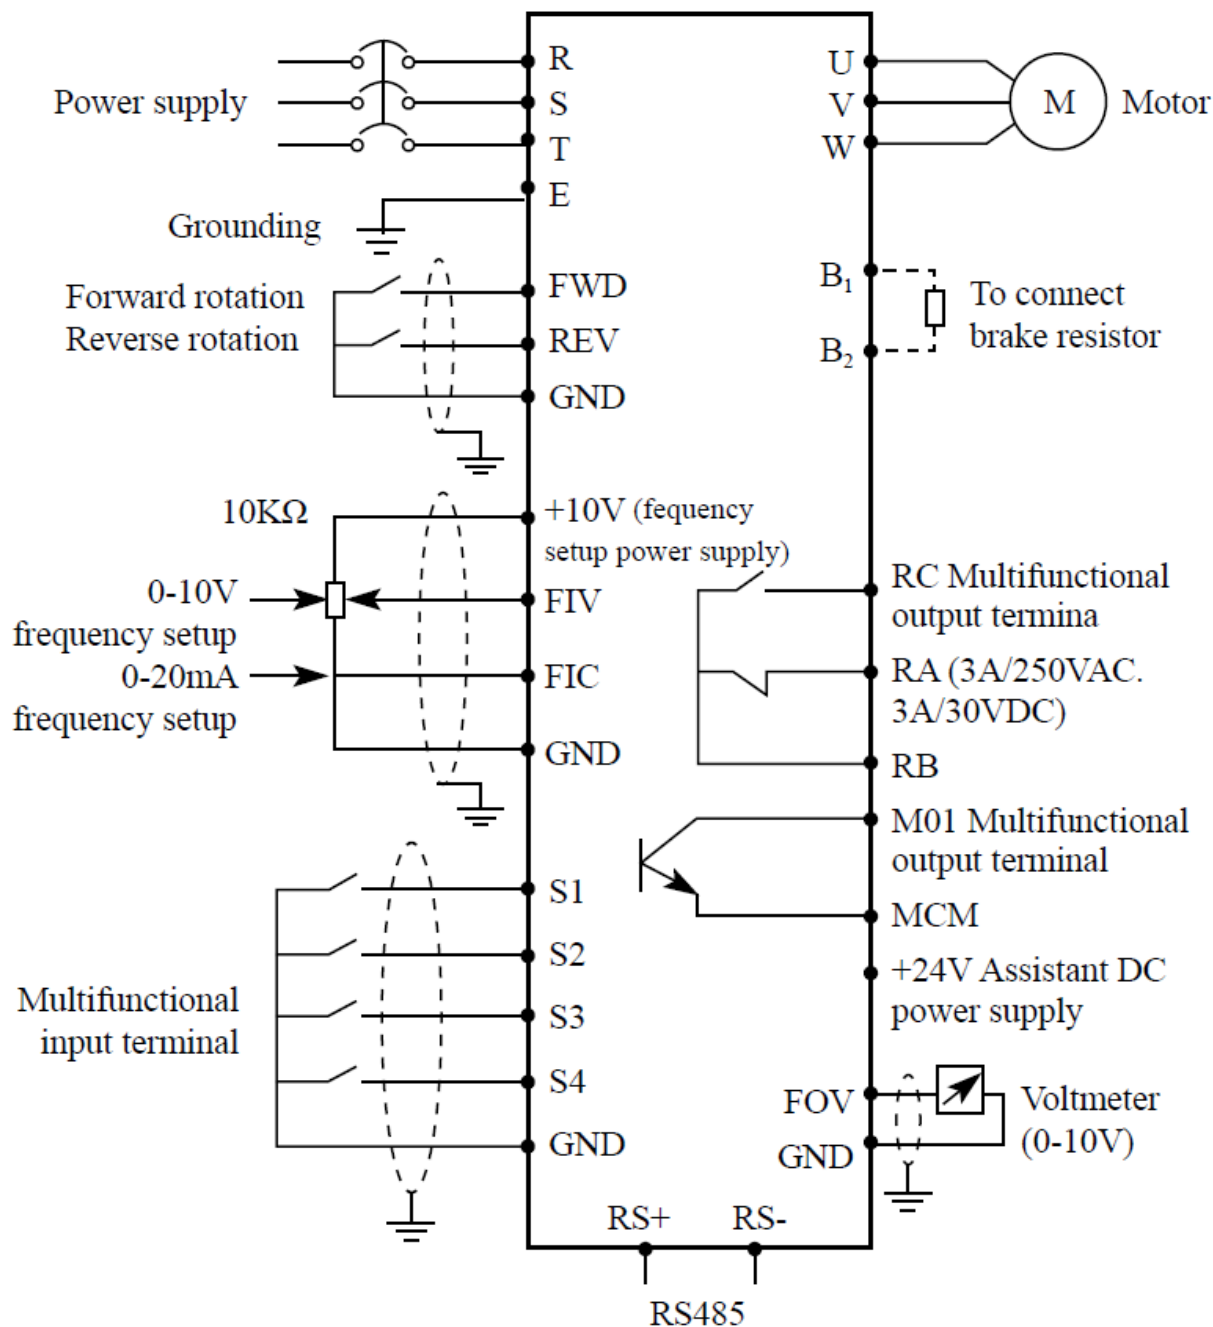 R
S
T
E
Power supply
Grounding
U
V
W
M
Motor
Forward rotation
Reverse rotation
FWD
REV
GND
B1
B2
To connect
brake resistor
10KΩ
+10V (fequency
setup power supply)
0-10V
frequency setup
0-20mA
frequency setup
FIV
FIC
GND
RC Multifunctional
output termina
RA (3A/250VAC.
3A/30VDC)
RB
M01 Multifunctional
output terminal
MCM
+24V Assistant DC
power supply
Multifunctional
input terminal
S1
S2
S3
S4
GND
FOV
GND
Voltmeter
(0-10V)
RS+
RS-
RS485